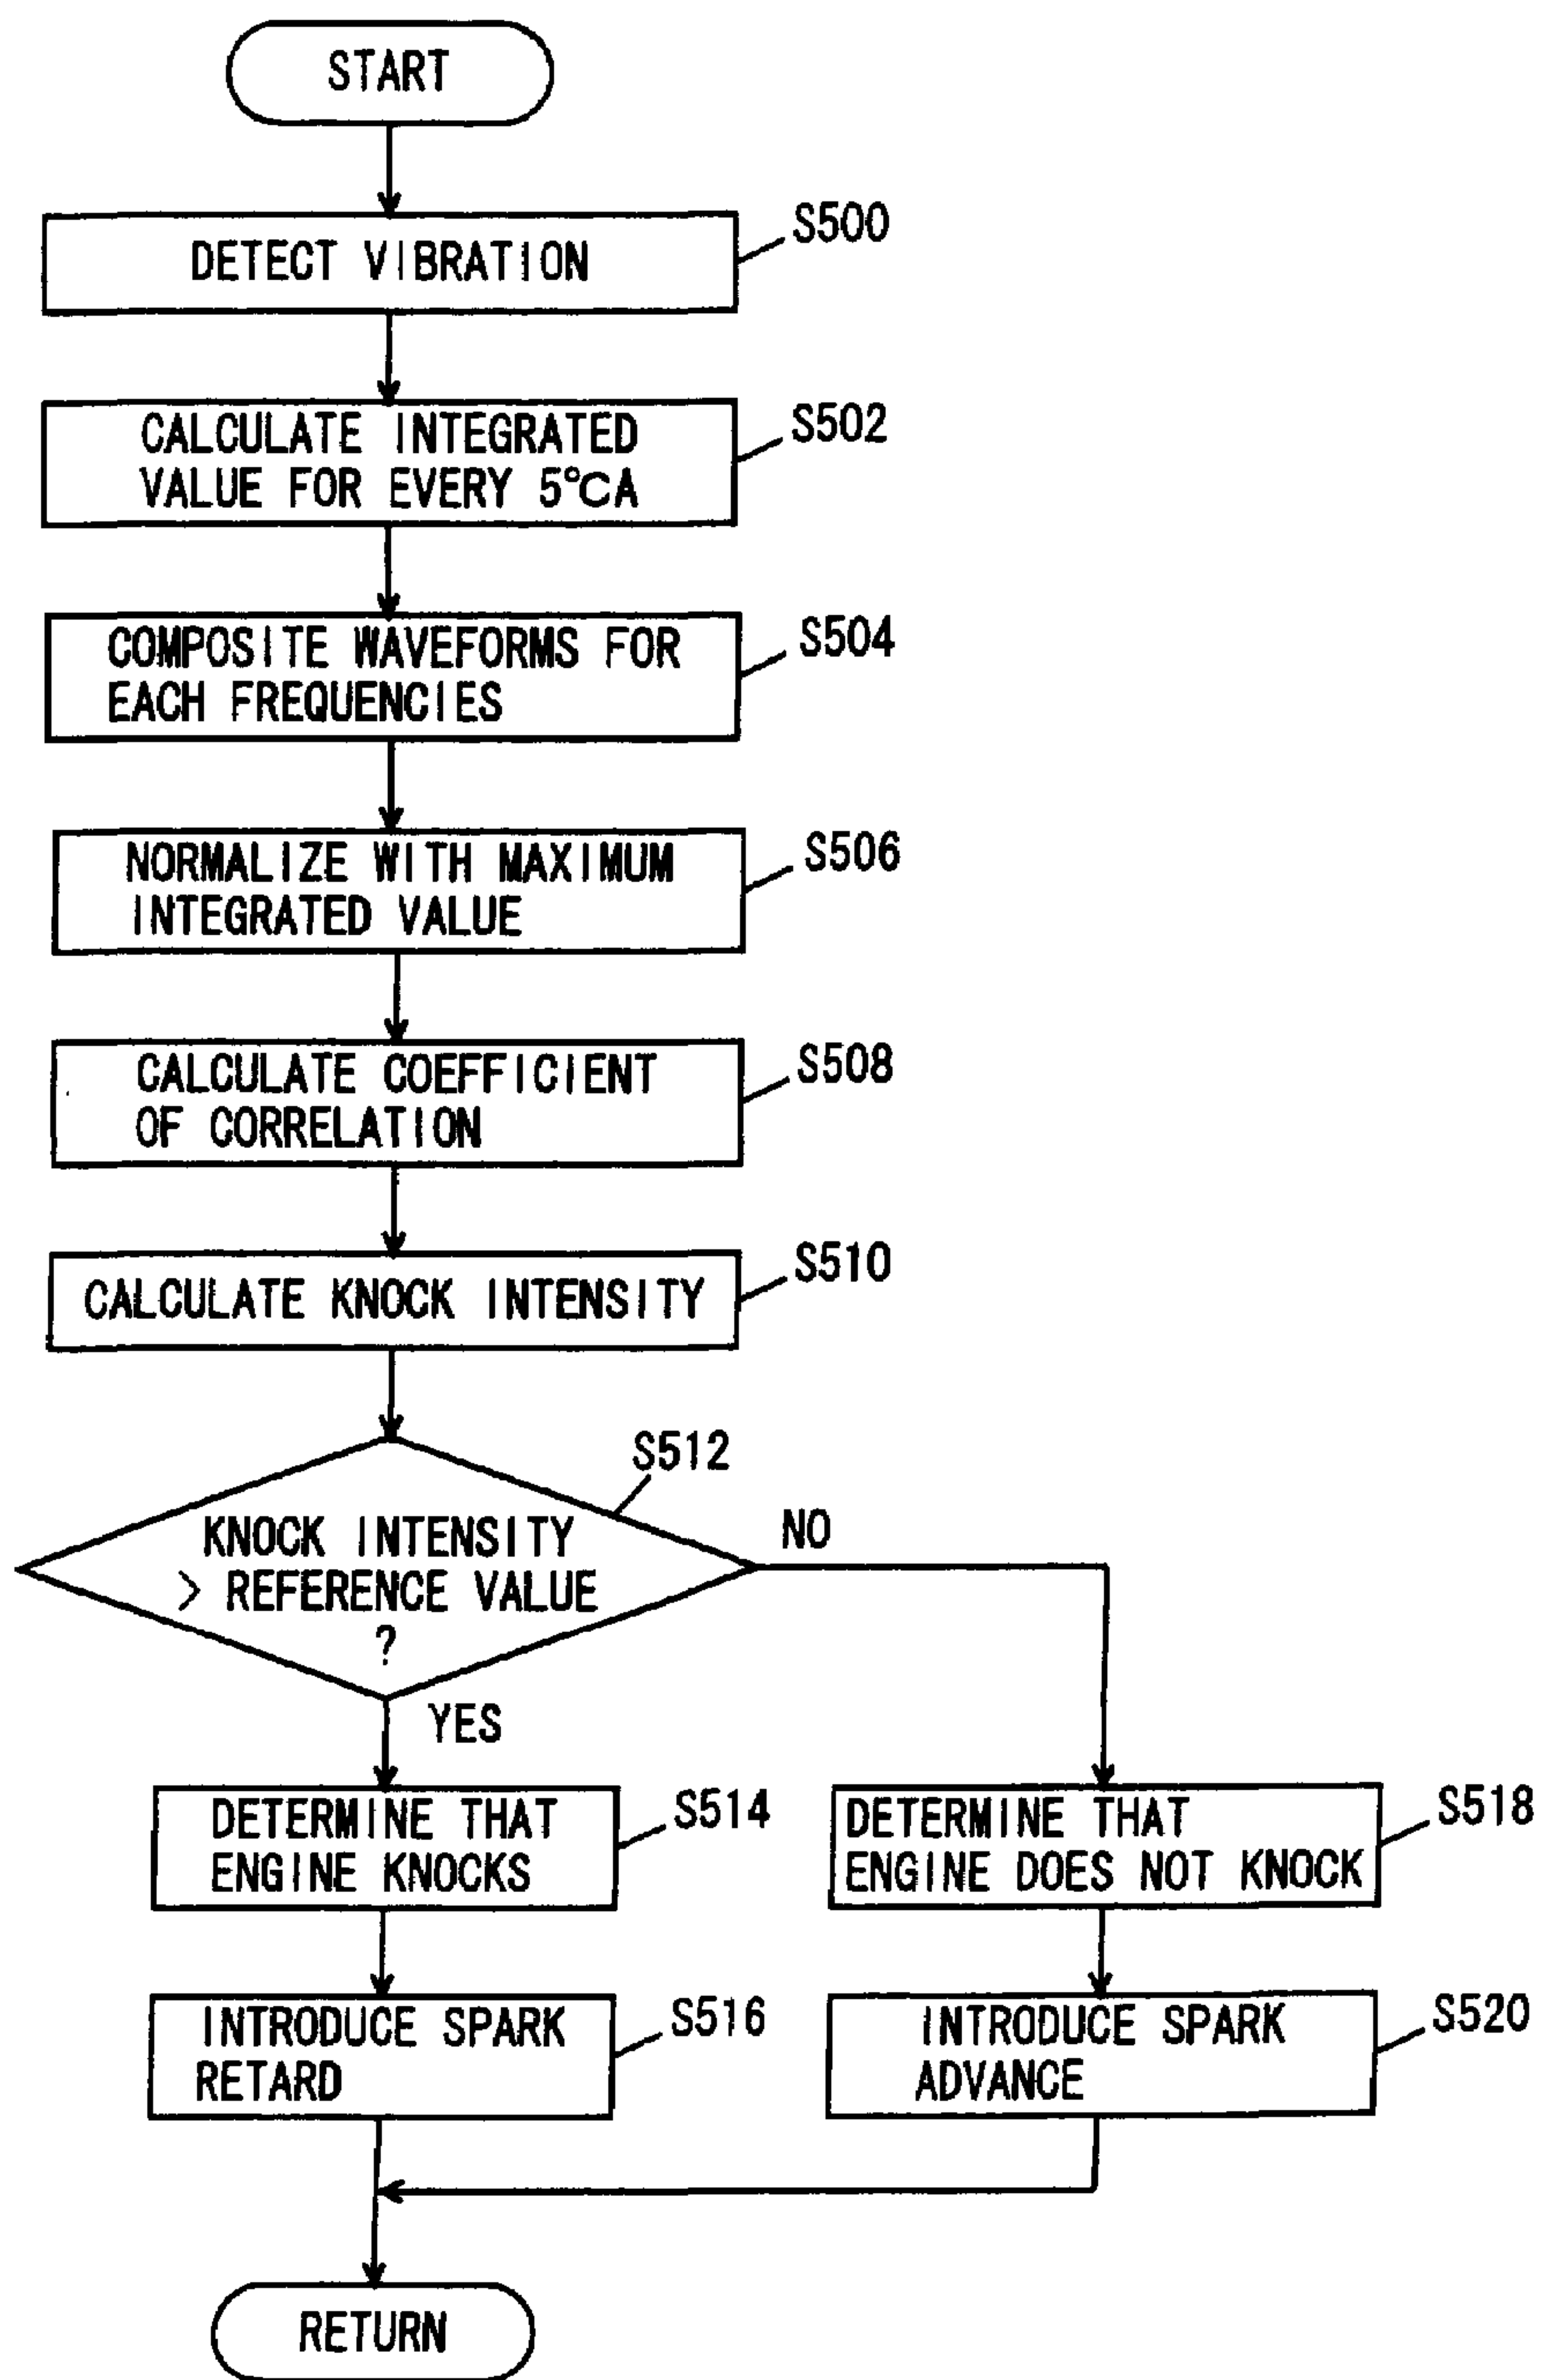 START
DETECT VIBRATION
S500
CALCULATE INTEGRATED
VALUE FOR EVERY 5°CA
S502
COMPOSITE WAVEFORMS FOR
EACH FREQUENCIES
S504
NORMALIZE WITH MAXIMUM
INTEGRATED VALUE
S506
CALCULATE COEFFICIENT
OF CORRELATION
S508
CALCULATE KNOCK INTENSITY
S510
S512
KNOCK INTENSITY
> REFERENCE VALUE
?
NO
YES
DETERMINE THAT
ENGINE KNOCKS
S514
DETERMINE THAT
ENGINE DOES NOT KNOCK
S518
INTRODUCE SPARK
RETARD
S516
INTRODUCE SPARK
ADVANCE
S520
RETURN